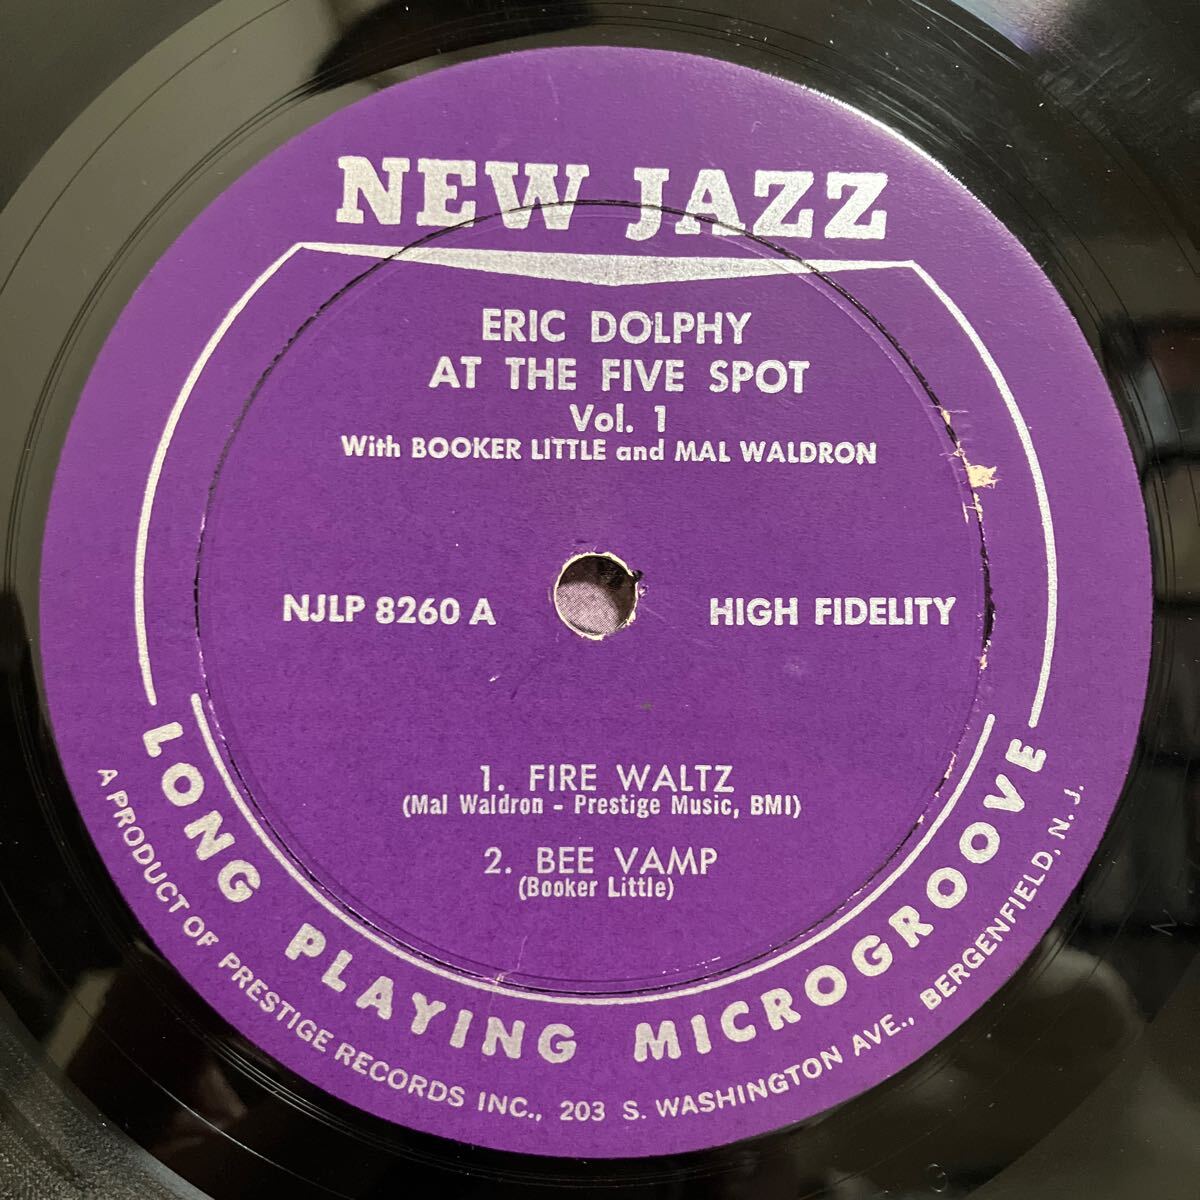 NEW JAZZ
ERIC DOLPHY
AT THE FIVE SPOT
Vol. 1
With BOOKER LITTLE and MAL WALDRON
NJLP 8260 A
HIGH FIDELITY
1. FIRE WALTZ
(Mal Waldron - Prestige Music, BMI)
2. BEE VAMP
(Booker Little)
LONG PLAYING MICROGROOVE
A PRODUCT OF PRESTIGE RECORDS INC., 203 S. WASHINGTON AVE., BERGENFIELD, N. J.